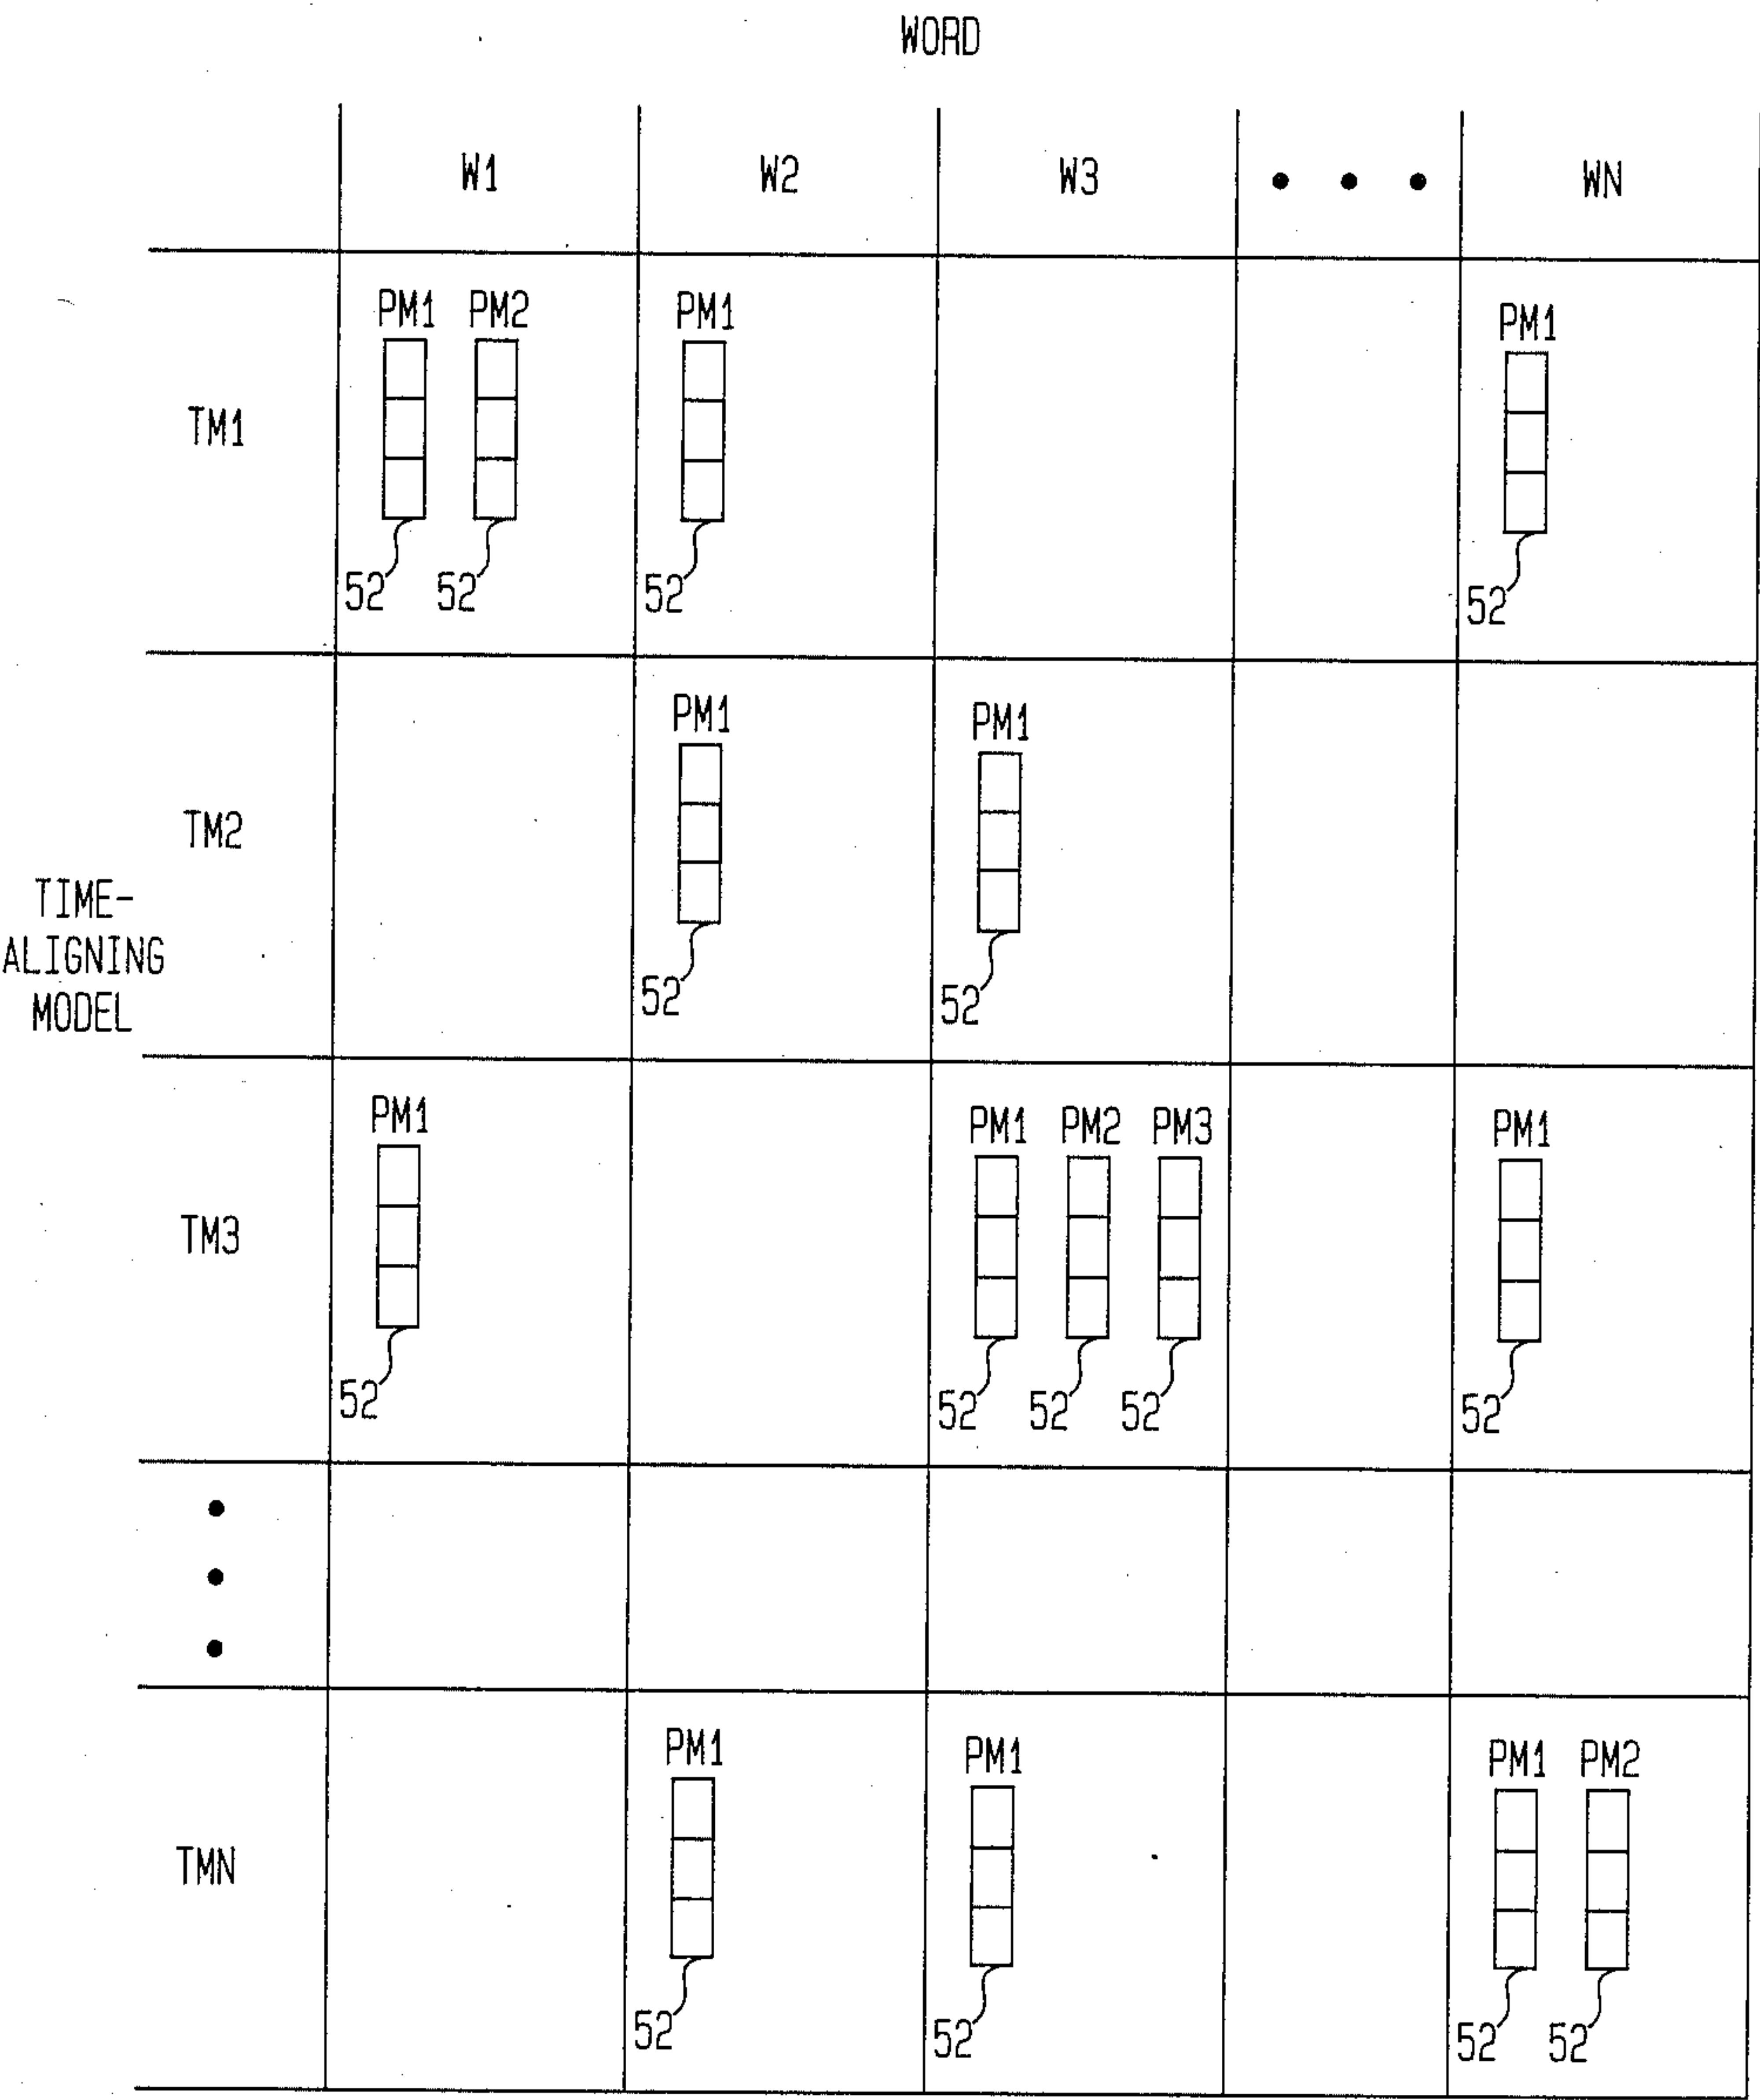 WORD
W1 W2 W3 • • • WN
PM1 PM2 PM1 PM1
TM1
52 52 52 52
PM1 PM1
TM2
TIME-
ALIGNING
MODEL
52 52
PM1 PM1 PM2 PM3 PM1
TM3
52 52 52 52 52
•
•
•
PM1 PM1 PM1 PM2
TMN
52 52 52 52